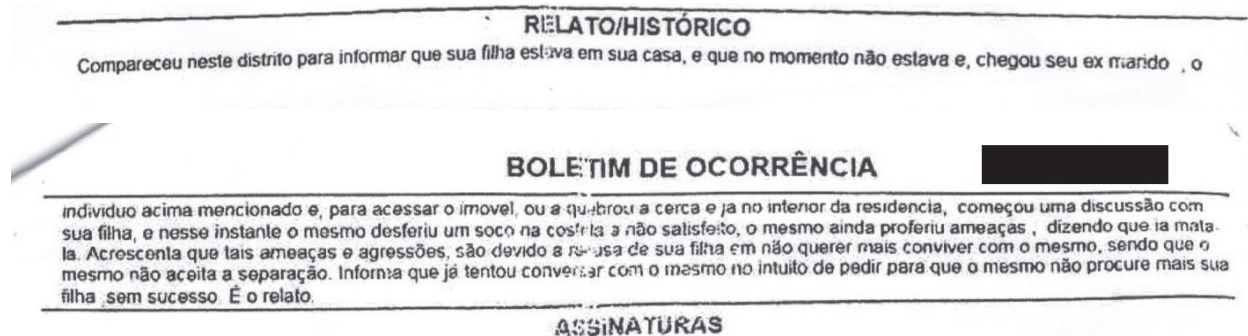 RELATO/HISTÓRICO
Compareceu neste distrito para informar que sua filha estava em sua casa, e que no momento não estava e, chegou seu ex marido , o
BOLETIM DE OCORRÊNCIA
individuo acima mencionado e, para acessar o imovel, ou a quebrou a cerca e ja no interior da residencia, começou uma discussão com
sua filha, e nesse instante o mesmo desferiu um soco na costela a não satisfeito, o mesmo ainda proferiu ameaças , dizendo que ia mata-
la. Acrescenta que tais ameaças e agressões, são devido a recusa de sua filha em não querer mais conviver com o mesmo, sendo que o
mesmo não aceita a separação. Informa que já tentou conversar com o mesmo no intuito de pedir para que o mesmo não procure mais sua
filha sem sucesso. É o relato.
ASSINATURAS